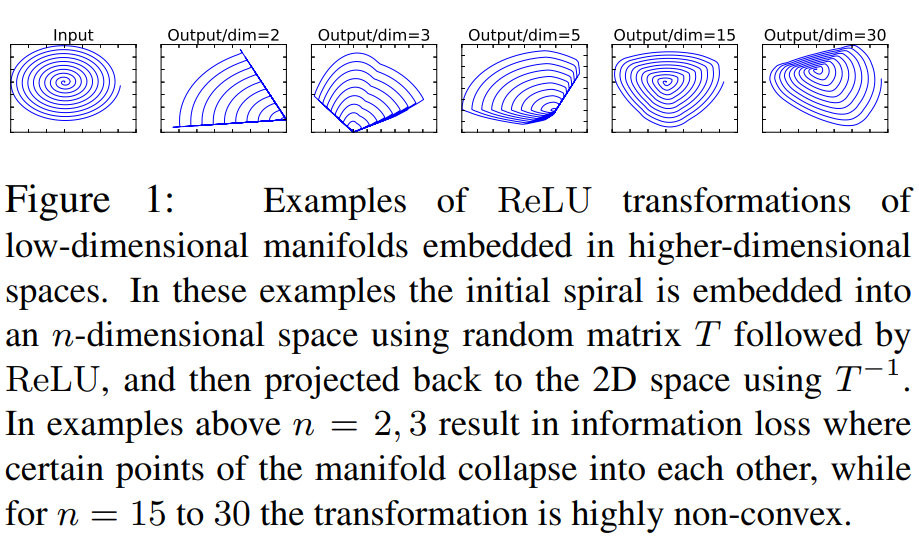 Input Output/dim=2 Output/dim=3 Output/dim=5 Output/dim=15 Output/dim=30
Figure 1: Examples of ReLU transformations of
low-dimensional manifolds embedded in higher-dimensional
spaces. In these examples the initial spiral is embedded into
an n-dimensional space using random matrix T followed by
ReLU, and then projected back to the 2D space using T⁻¹.
In examples above n = 2, 3 result in information loss where
certain points of the manifold collapse into each other, while
for n = 15 to 30 the transformation is highly non-convex.